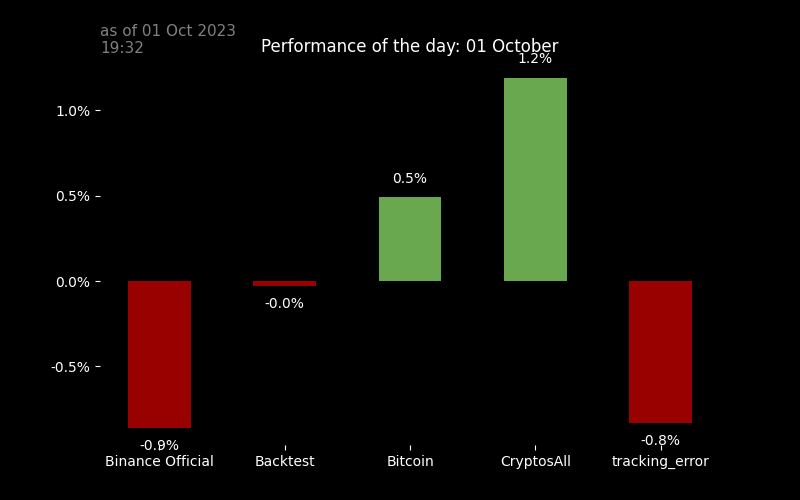 as of 01 Oct 2023
19:32
Performance of the day: 01 October
1.2%
1.0%
0.5%
0.5%
0.0%
-0.0%
-0.5%
-0.9%
-0.8%
Binance Official
Backtest
Bitcoin
CryptosAll
tracking_error